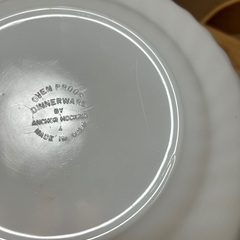 OVEN PROOF
DINNERWARE
BY
ANCHOR HOCKING
MADE IN U.S.A.